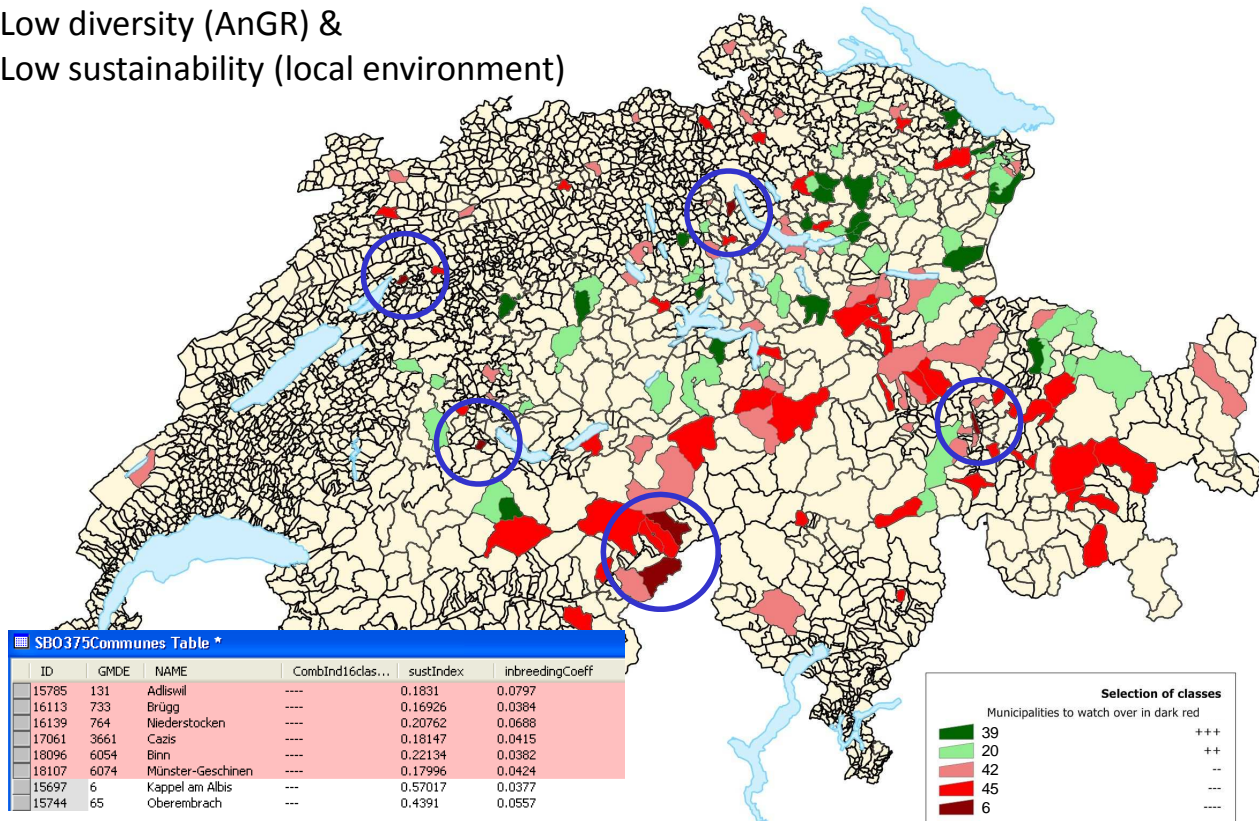 Low diversity (AnGR) &
Low sustainability (local environment)
SBO375Communes Table *
ID GMDE NAME CombInd16clas... sustIndex inbreedingCoeff
15785 131 Adliswil ---- 0.1831 0.0797
16113 733 Brügg ---- 0.16926 0.0384
16139 764 Niederstocken ---- 0.20762 0.0688
17061 3661 Cazis ---- 0.18147 0.0415
18096 6054 Binn ---- 0.22134 0.0382
18107 6074 Münster-Geschinen ---- 0.17996 0.0424
15697 6 Kappel am Albis --- 0.57017 0.0377
15744 65 Oberembrach --- 0.4391 0.0557
Selection of classes
Municipalities to watch over in dark red
39 +++
20 ++
42 --
45 ---
6 ----